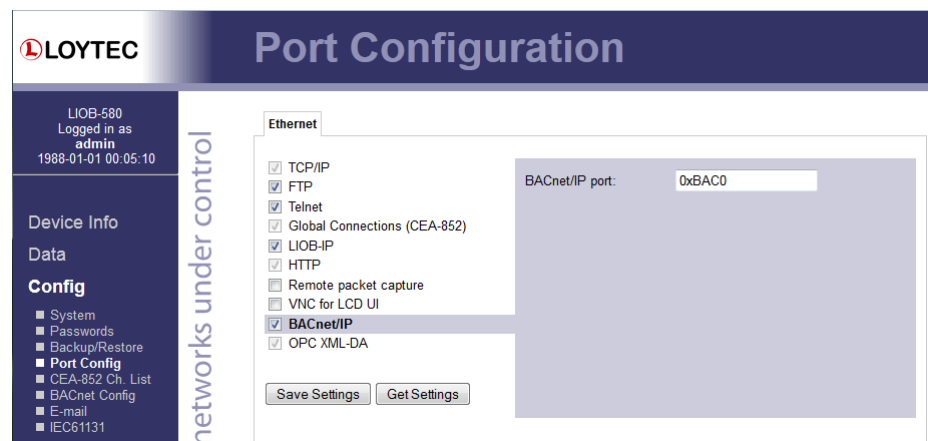 LOYTEC
Port Configuration
LIOB-580
Logged in as
admin
1988-01-01 00:05:10
Device Info
Data
Config
System
Passwords
Backup/Restore
Port Config
CEA-852 Ch. List
BACnet Config
E-mail
IEC61131
networks under control
Ethernet
TCP/IP
FTP
Telnet
Global Connections (CEA-852)
LIOB-IP
HTTP
Remote packet capture
VNC for LCD UI
BACnet/IP
OPC XML-DA
Save Settings Get Settings
BACnet/IP port: 0xBAC0